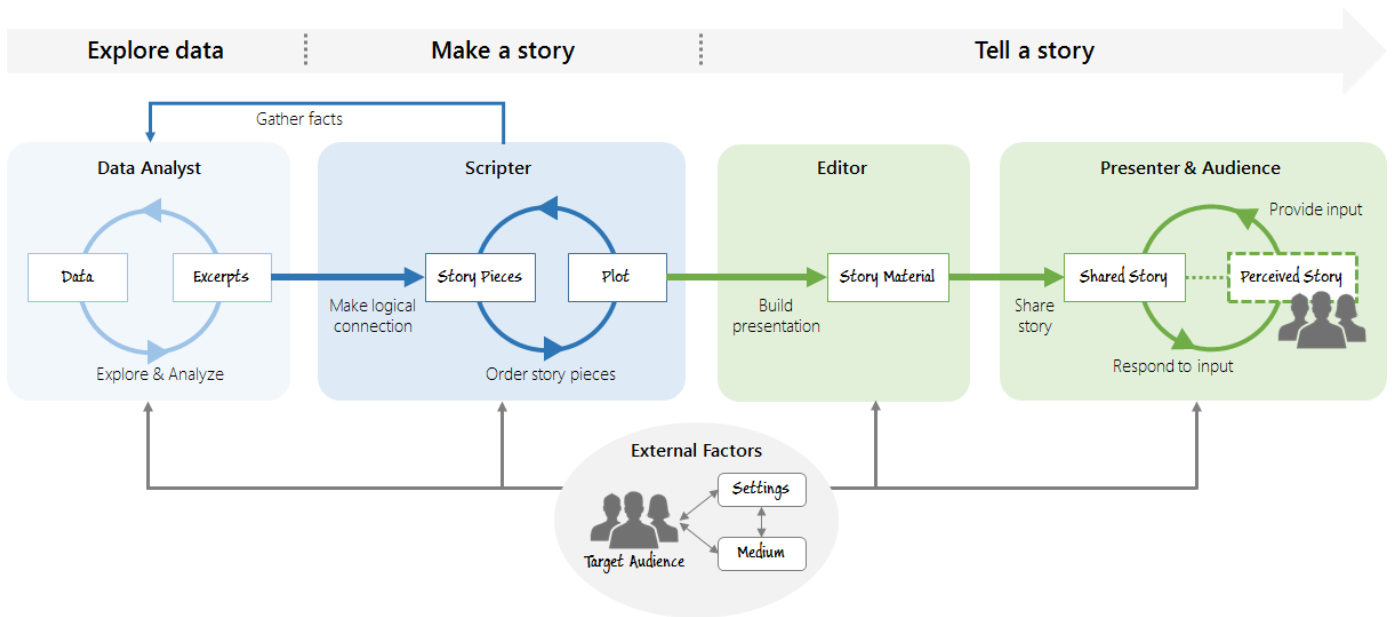 Explore data
Make a story
Tell a story
Gather facts
Data Analyst
Scripter
Editor
Presenter & Audience
Provide input
Data
Excerpts
Story Pieces
Plot
Story Material
Shared Story
Perceived Story
Make logical
connection
Build
presentation
Share
story
Explore & Analyze
Order story pieces
Respond to input
External Factors
Settings
Medium
Target Audience